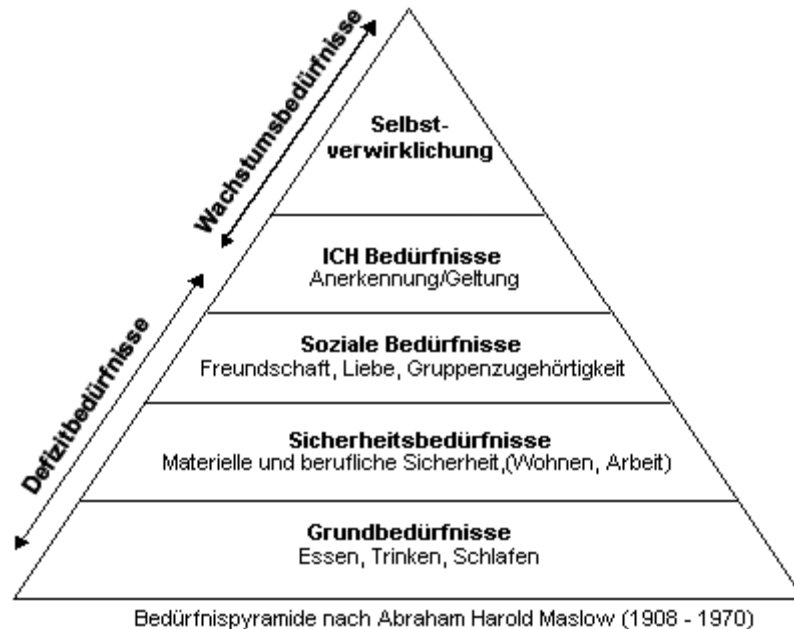 Wachstumsbedürfnisse
Defizitbedürfnisse
Selbst-
verwirklichung
ICH Bedürfnisse
Anerkennung/Geltung
Soziale Bedürfnisse
Freundschaft, Liebe, Gruppenzugehörtigkeit
Sicherheitsbedürfnisse
Materielle und berufliche Sicherheit,(Wohnen, Arbeit)
Grundbedürfnisse
Essen, Trinken, Schlafen
Bedürfnispyramide nach Abraham Harold Maslow (1908 - 1970)